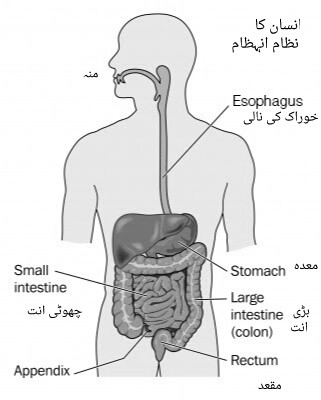 انسان کا
نظام انہظام
منہ
Esophagus
خوراک کی نالی
Small
intestine
چھوٹی انت
Stomach
معدہ
Large
intestine
(colon)
بڑی
انت
Rectum
مقعد
Appendix